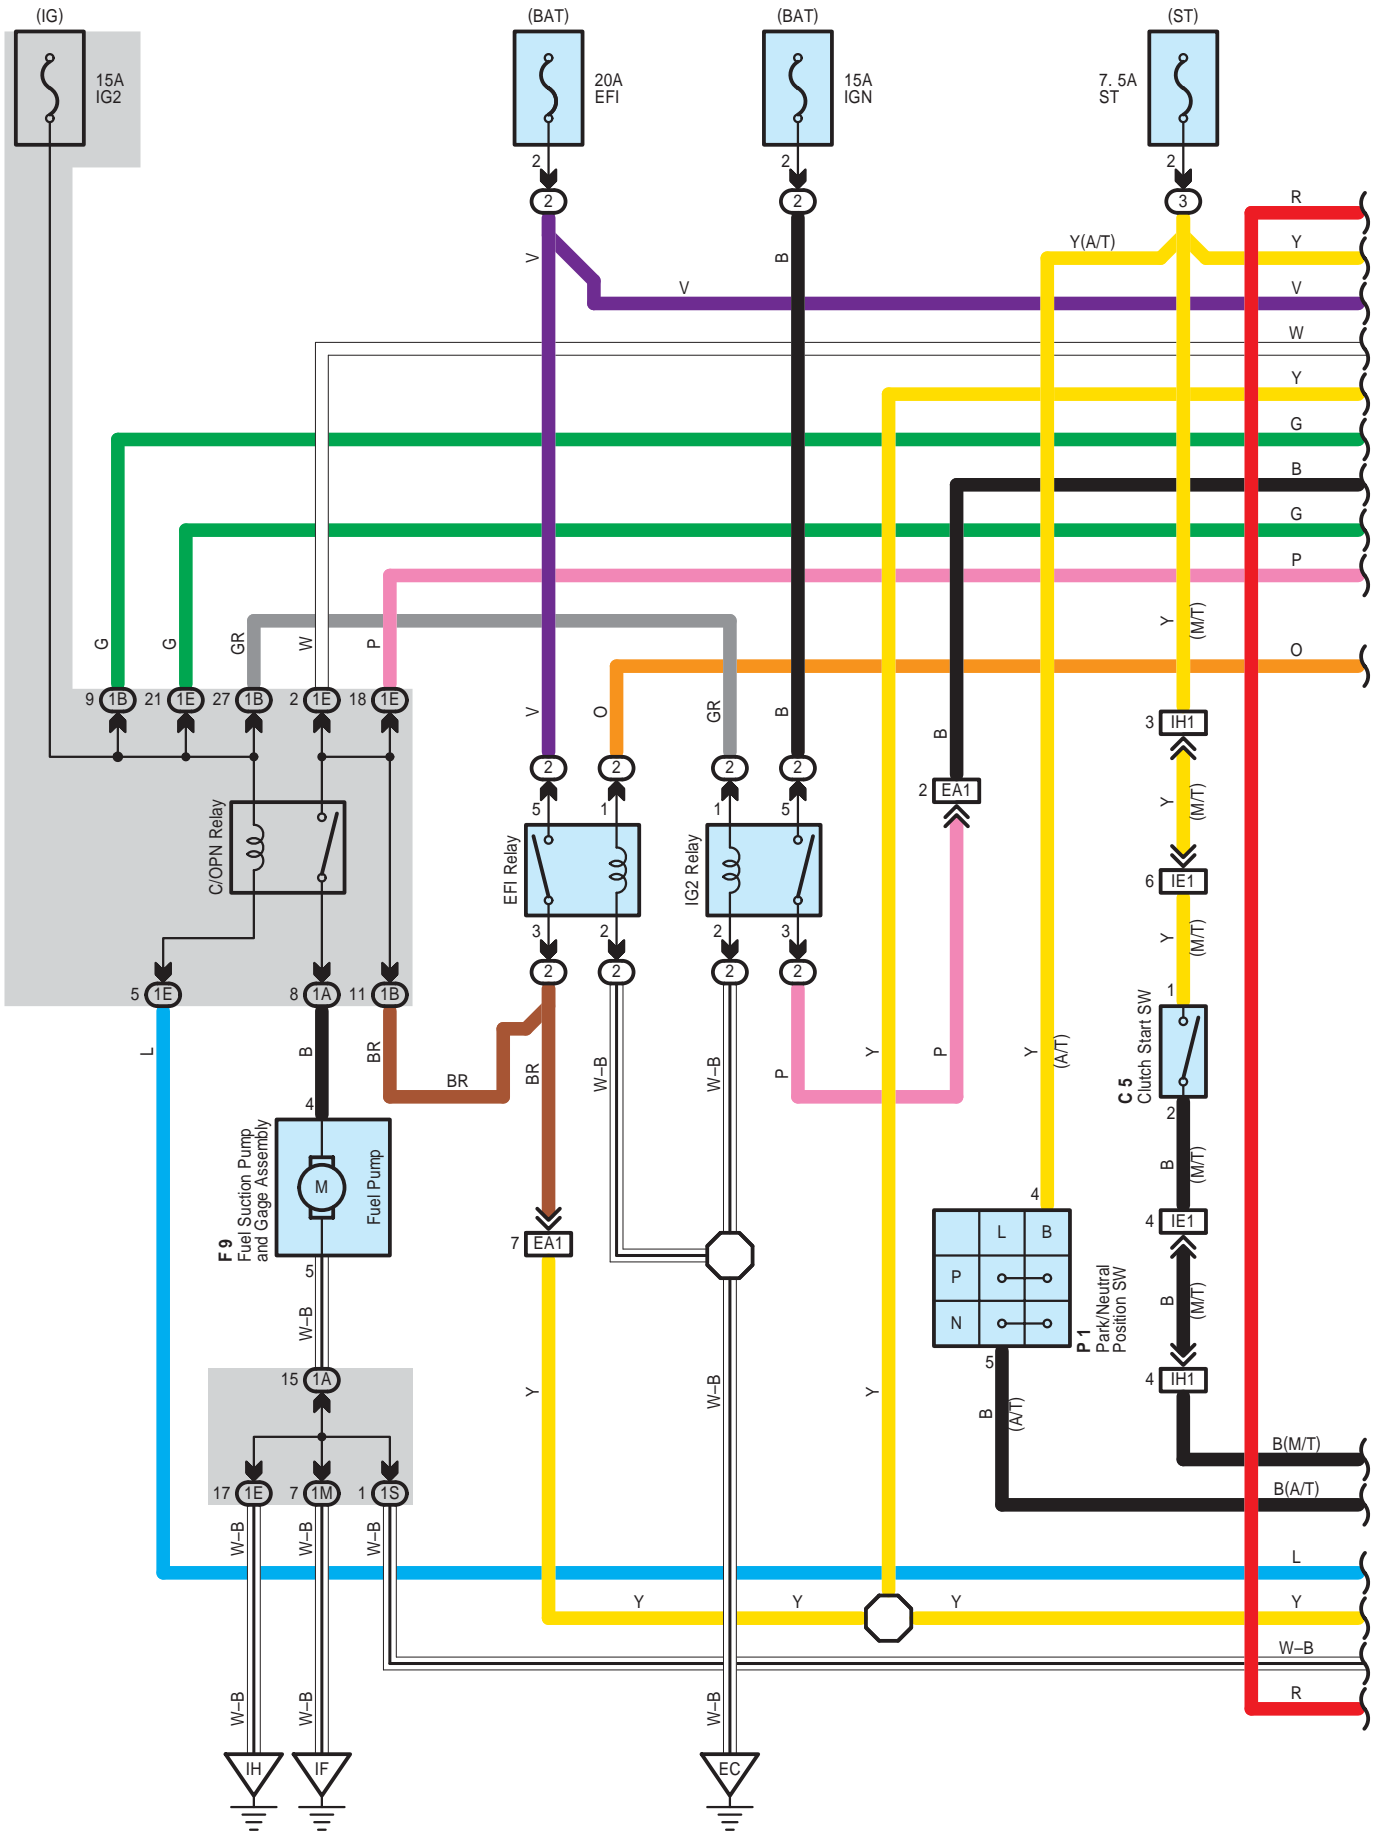 (IG)
(BAT)
(BAT)
(ST)
15A
IG2
20A
EFI
15A
IGN
7. 5A
ST
2
2
2
2
2
3
R
Y(A/T)
Y
V
B
V
V
W
Y
G
B
G
P
Y
(M/T)
G
G
GR
W
P
O
9
1B
21
1E
27
1B
2
1E
18
1E
V
O
GR
B
B
3
IH1
2
2
2
2
2
EA1
5
1
1
5
Y
(M/T)
C/OPN Relay
EFI Relay
IG2 Relay
6
IE1
3
2
2
3
Y
(M/T)
2
2
2
2
5
1E
8
1A
11
1B
1
L
B
BR
BR
BR
W–B
W–B
P
Y
P
Y
(A/T)
C 5
Clutch Start SW
2
4
F 9
Fuel Suction Pump
and Gage Assembly
M
Fuel Pump
B
(M/T)
4
5
7
EA1
L
B
P
N
P 1
Park/Neutral
Position SW
4
IE1
B
(M/T)
W–B
5
15
1A
Y
W–B
Y
B
(A/T)
4
IH1
B(M/T)
17
1E
7
1M
1
1S
B(A/T)
W–B
W–B
W–B
L
Y
Y
Y
Y
W–B
W–B
W–B
W–B
R
IH
IF
EC